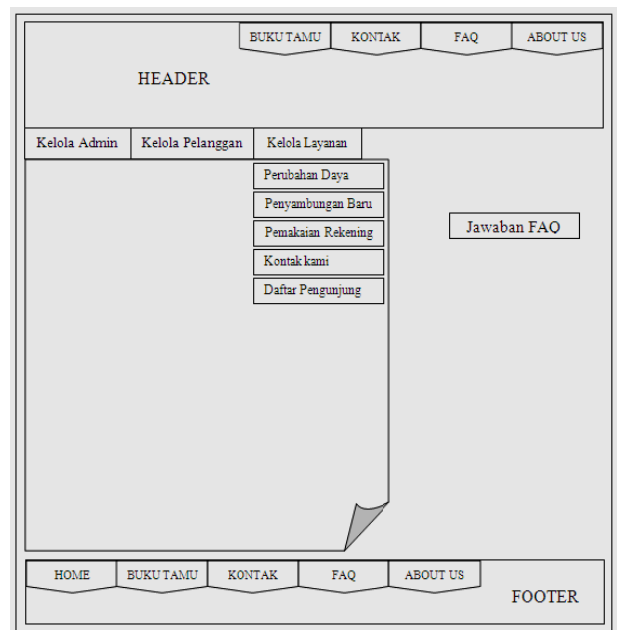 BUKU TAMU KONTAK FAQ ABOUT US
HEADER
Kelola Admin Kelola Pelanggan Kelola Layanan
Perubahan Daya
Penyambungan Baru
Pemakaian Rekening
Kontak kami
Daftar Pengunjung
Jawaban FAQ
HOME BUKU TAMU KONTAK FAQ ABOUT US
FOOTER